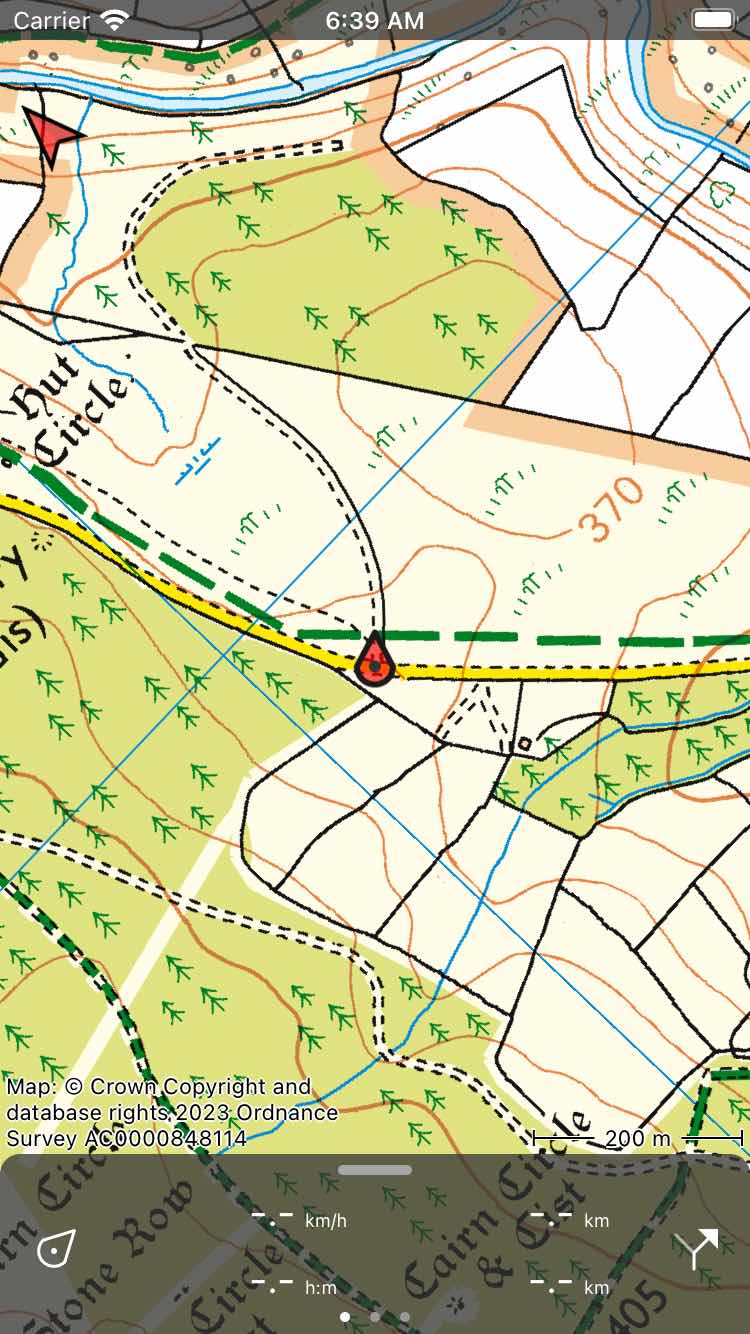 Carrier 6:39 AM
Hut
Circle
370
Map: © Crown Copyright and
database rights 2023 Ordnance
Survey AC0000848114
200 m
Cairn Circle
& Cist
Stone Row
Circle
405
-.- km/h
-.- km
-.- h:m
-.- km